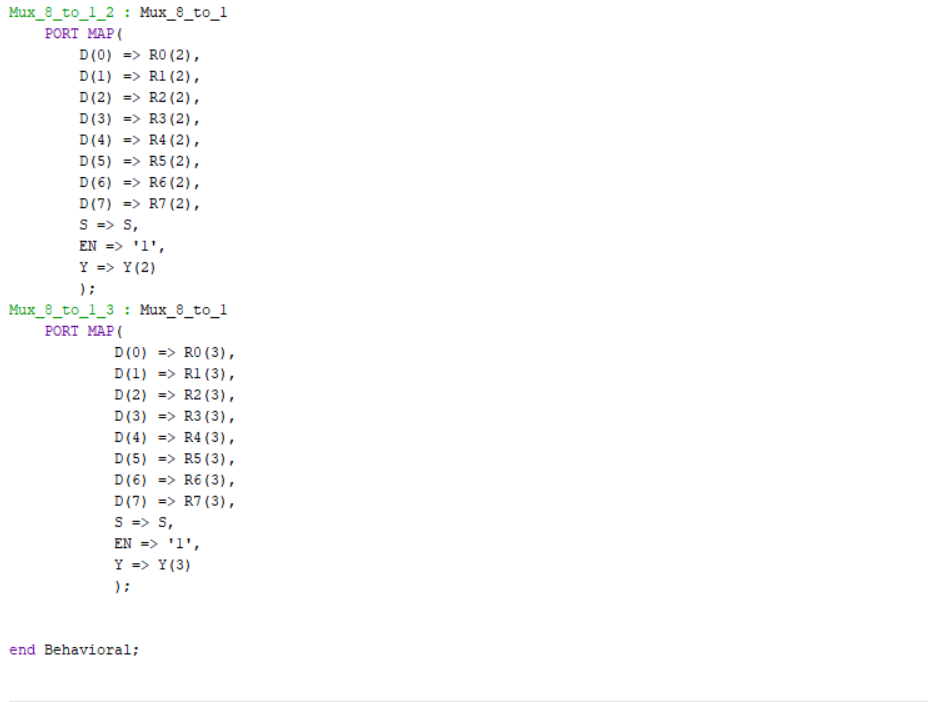 Mux_8_to_1_2 : Mux_8_to_1
PORT MAP(
D(0) => R0(2),
D(1) => R1(2),
D(2) => R2(2),
D(3) => R3(2),
D(4) => R4(2),
D(5) => R5(2),
D(6) => R6(2),
D(7) => R7(2),
S => S,
EN => '1',
Y => Y(2)
);
Mux_8_to_1_3 : Mux_8_to_1
PORT MAP(
D(0) => R0(3),
D(1) => R1(3),
D(2) => R2(3),
D(3) => R3(3),
D(4) => R4(3),
D(5) => R5(3),
D(6) => R6(3),
D(7) => R7(3),
S => S,
EN => '1',
Y => Y(3)
);
end Behavioral;